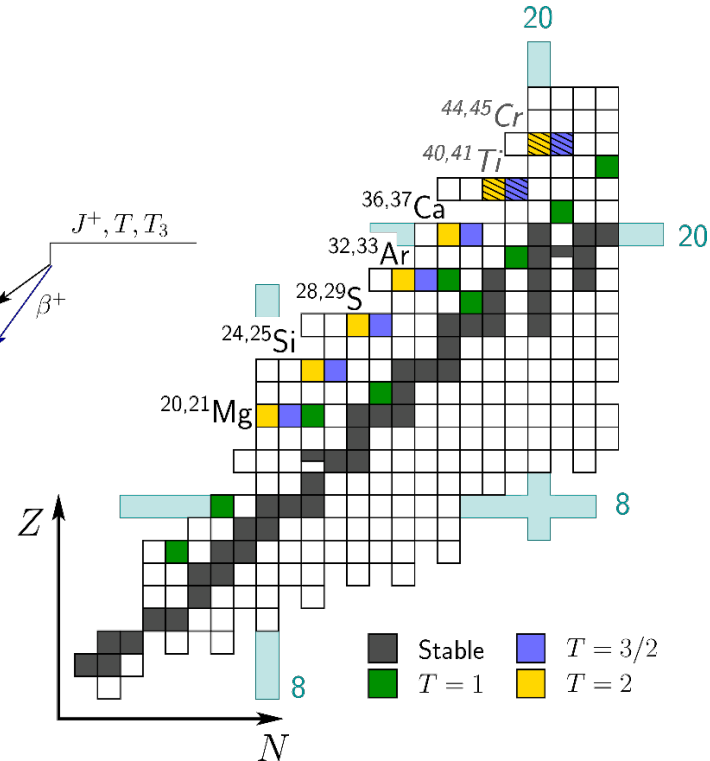 20
44,45Cr
40,41Ti
36,37Ca
J⁺, T, T₃
20
32,33Ar
β⁺
28,29S
24,25Si
20,21Mg
Z
8
Stable
T = 3/2
T = 1
T = 2
8
N